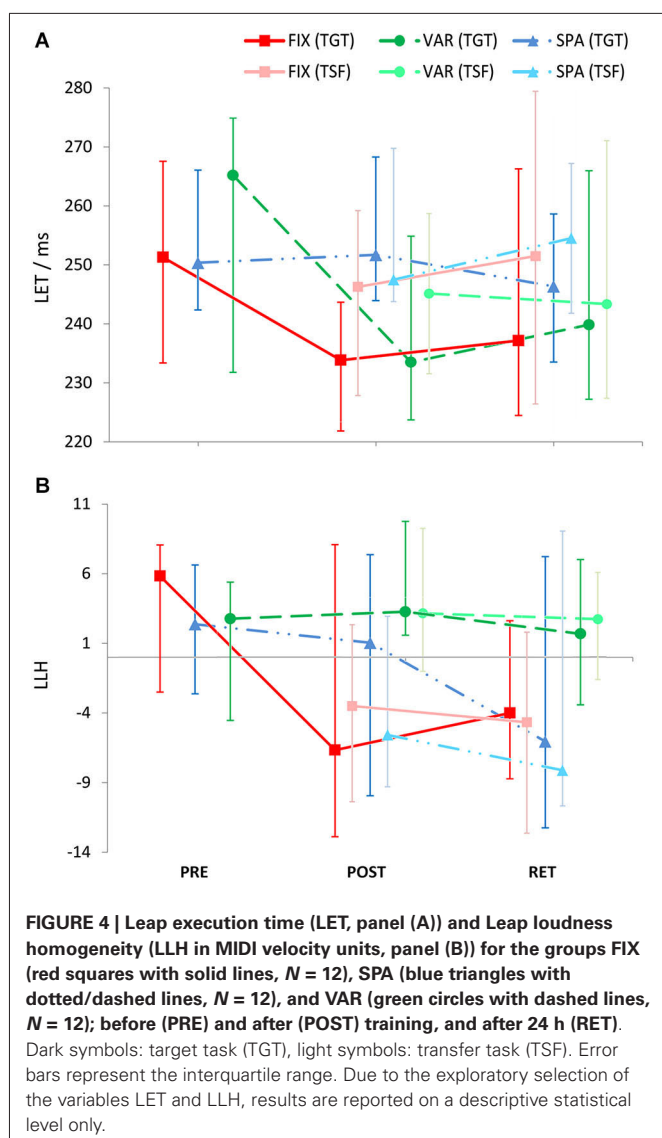 A
FIX (TGT) VAR (TGT) SPA (TGT)
FIX (TSF) VAR (TSF) SPA (TSF)
280
270
260
250
240
230
220
LET / ms
B
11
6
1
-4
-9
-14
LLH
PRE POST RET
FIGURE 4 | Leap execution time (LET, panel (A)) and Leap loudness
homogeneity (LLH in MIDI velocity units, panel (B)) for the groups FIX
(red squares with solid lines, N = 12), SPA (blue triangles with
dotted/dashed lines, N = 12), and VAR (green circles with dashed lines,
N = 12); before (PRE) and after (POST) training, and after 24 h (RET).
Dark symbols: target task (TGT), light symbols: transfer task (TSF). Error
bars represent the interquartile range. Due to the exploratory selection of
the variables LET and LLH, results are reported on a descriptive statistical
level only.